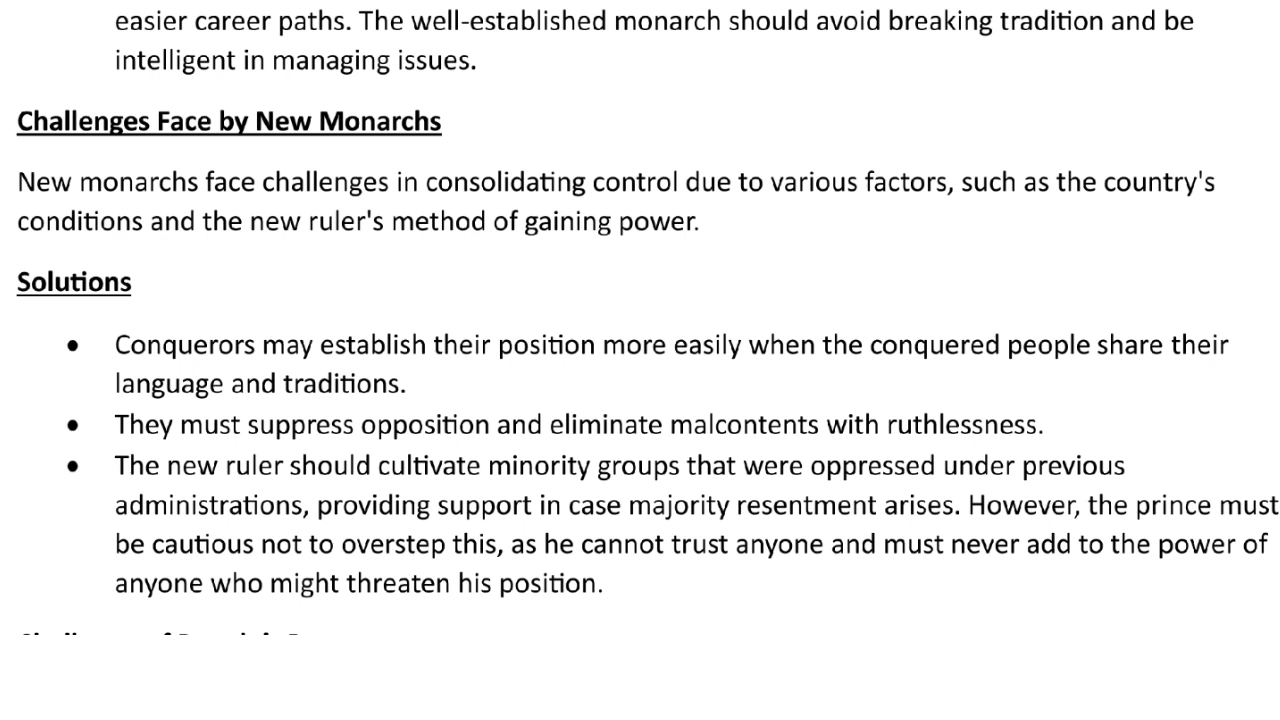 easier career paths. The well-established monarch should avoid breaking tradition and be
intelligent in managing issues.
Challenges Face by New Monarchs
New monarchs face challenges in consolidating control due to various factors, such as the country's
conditions and the new ruler's method of gaining power.
Solutions
• Conquerors may establish their position more easily when the conquered people share their
language and traditions.
• They must suppress opposition and eliminate malcontents with ruthlessness.
• The new ruler should cultivate minority groups that were oppressed under previous
administrations, providing support in case majority resentment arises. However, the prince must
be cautious not to overstep this, as he cannot trust anyone and must never add to the power of
anyone who might threaten his position.